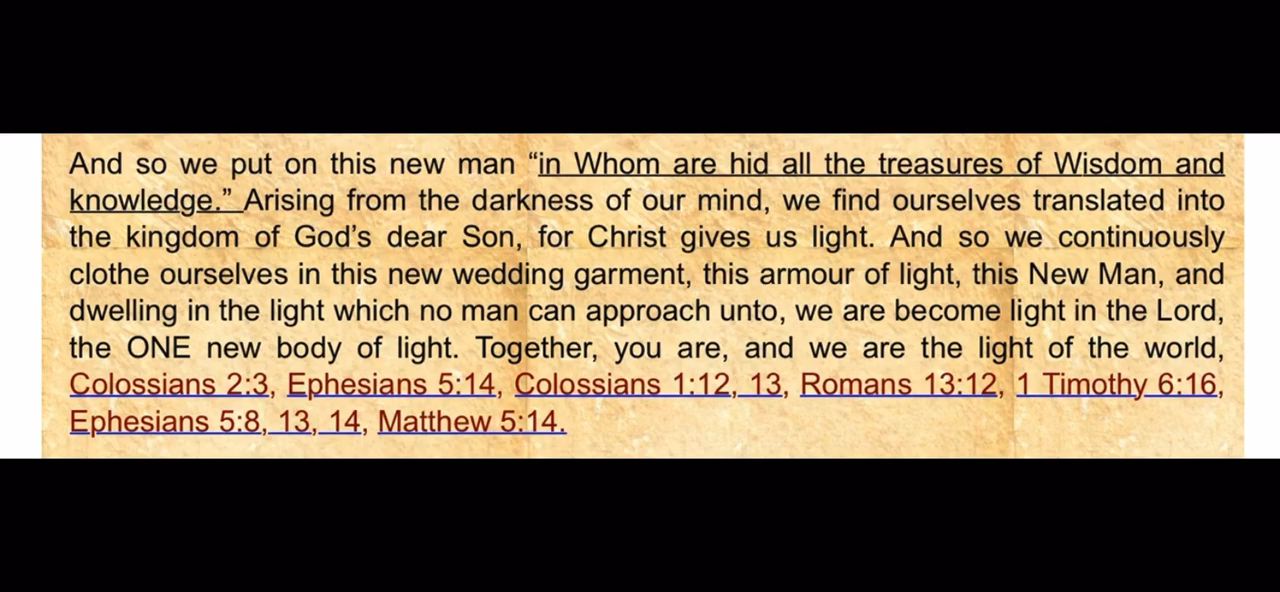 And so we put on this new man “in Whom are hid all the treasures of Wisdom and
knowledge.” Arising from the darkness of our mind, we find ourselves translated into
the kingdom of God’s dear Son, for Christ gives us light. And so we continuously
clothe ourselves in this new wedding garment, this armour of light, this New Man, and
dwelling in the light which no man can approach unto, we are become light in the Lord,
the ONE new body of light. Together, you are, and we are the light of the world,
Colossians 2:3, Ephesians 5:14, Colossians 1:12, 13, Romans 13:12, 1 Timothy 6:16,
Ephesians 5:8, 13, 14, Matthew 5:14.